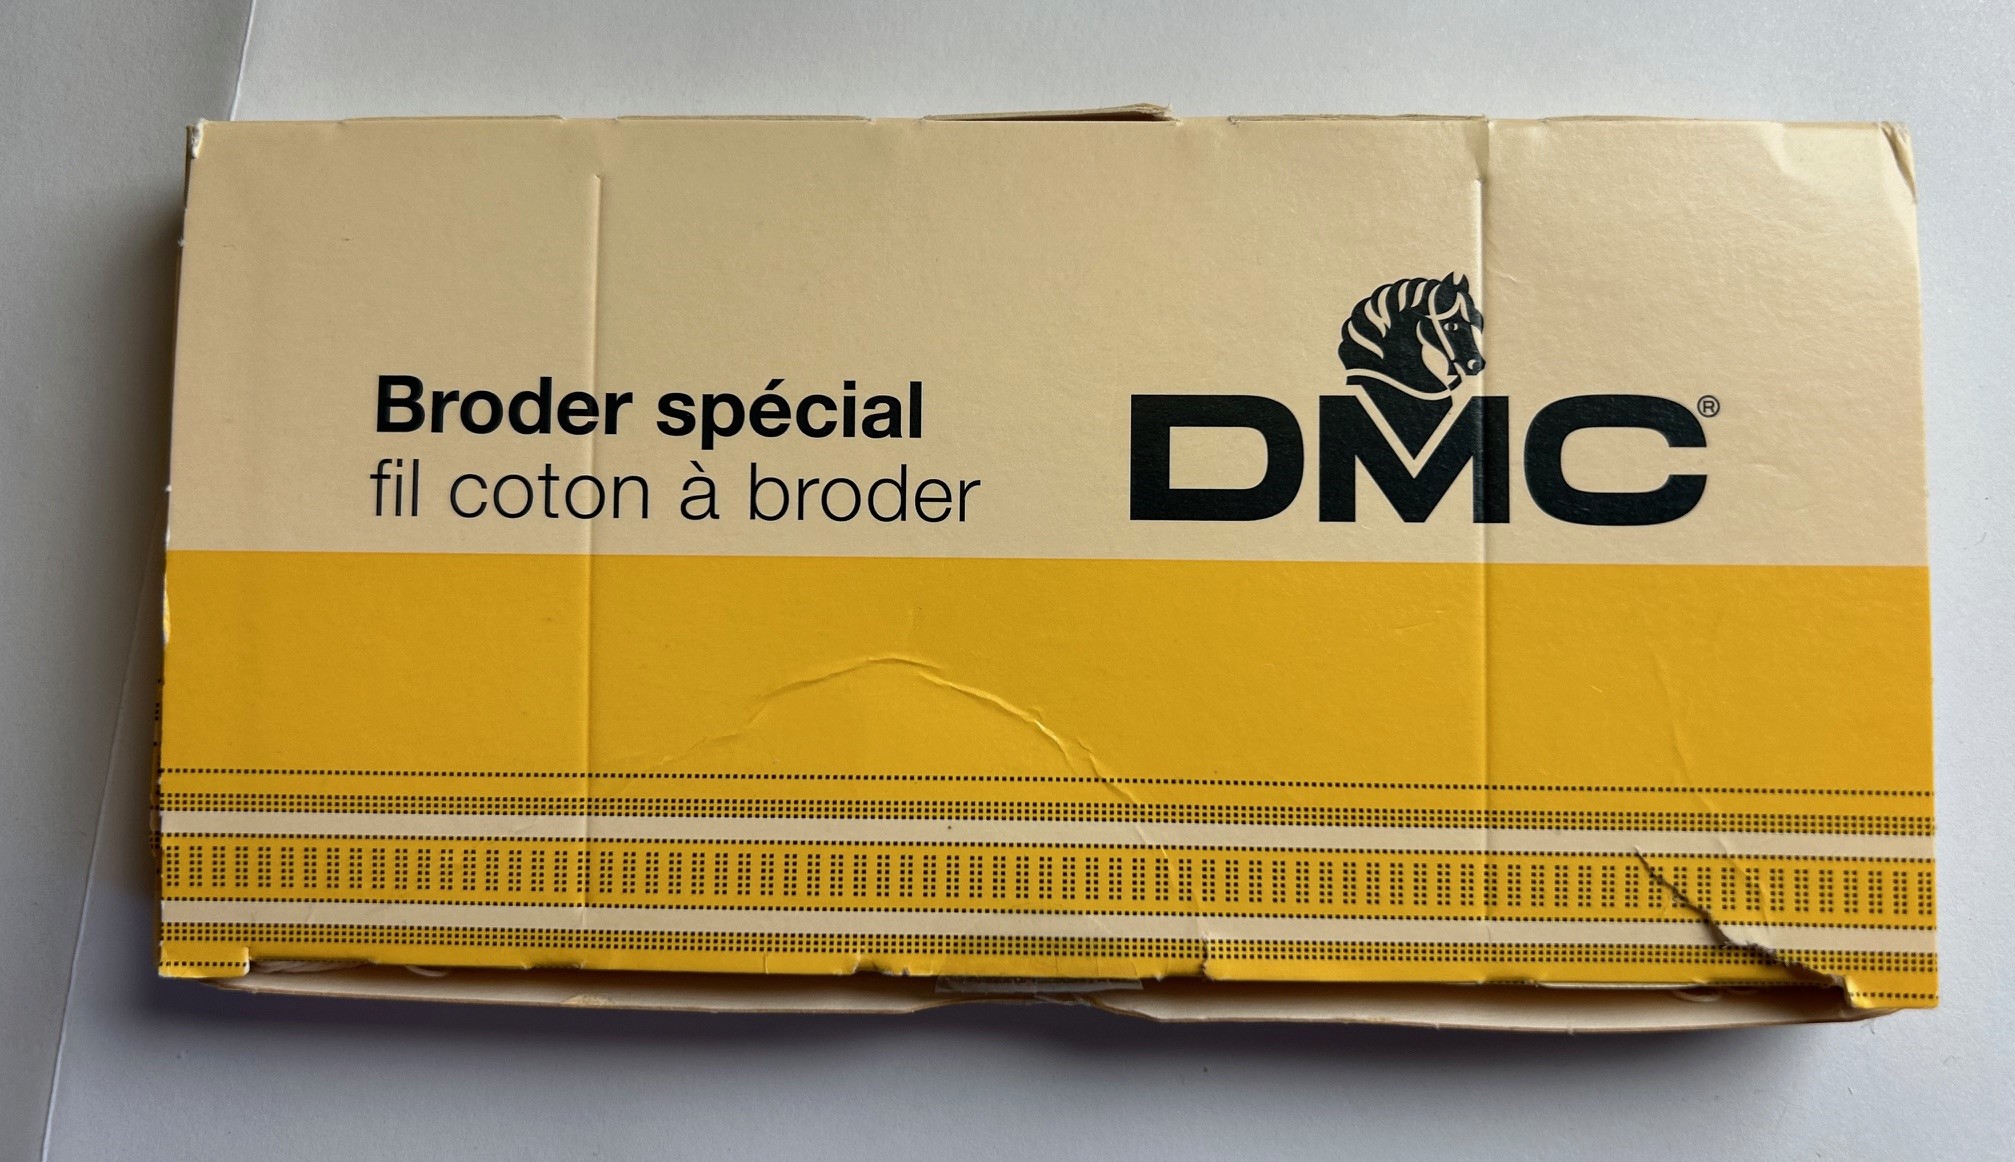 Broder spécial
fil coton à broder
DMC®